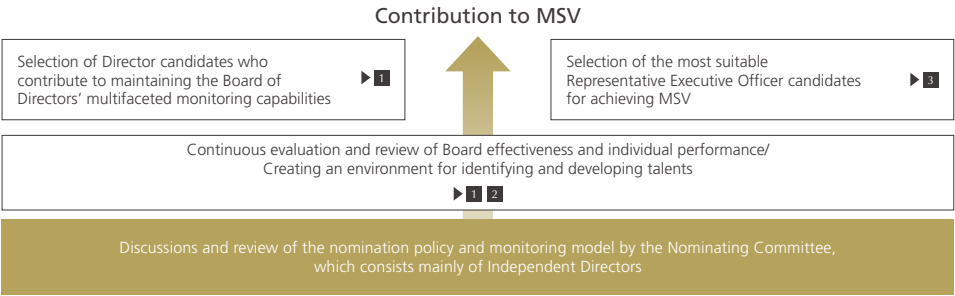 Contribution to MSV
Selection of Director candidates who
contribute to maintaining the Board of
Directors’ multifaceted monitoring capabilities
▶ 1
Selection of the most suitable
Representative Executive Officer candidates
for achieving MSV
▶ 3
Continuous evaluation and review of Board effectiveness and individual performance/
Creating an environment for identifying and developing talents
▶ 1 2
Discussions and review of the nomination policy and monitoring model by the Nominating Committee,
which consists mainly of Independent Directors